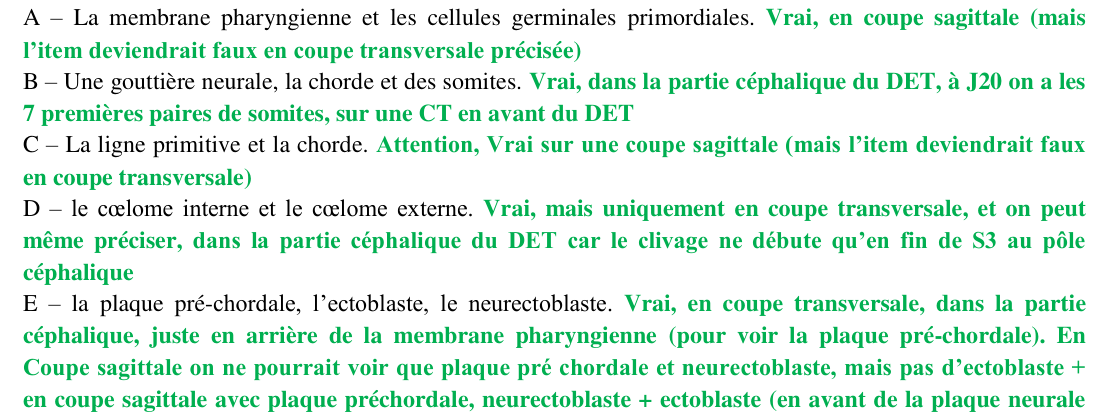 A – La membrane pharyngienne et les cellules germinales primordiales. Vrai, en coupe sagittale (mais
l'item deviendrait faux en coupe transversale précisée)
B – Une gouttière neurale, la chorde et des somites. Vrai, dans la partie céphalique du DET, à J20 on a les
7 premières paires de somites, sur une CT en avant du DET
C – La ligne primitive et la chorde. Attention, Vrai sur une coupe sagittale (mais l'item deviendrait faux
en coupe transversale)
D – le cœlome interne et le cœlome externe. Vrai, mais uniquement en coupe transversale, et on peut
même préciser, dans la partie céphalique du DET car le clivage ne débute qu'en fin de S3 au pôle
céphalique
E – la plaque pré-chordale, l'ectoblaste, le neurectoblaste. Vrai, en coupe transversale, dans la partie
céphalique, juste en arrière de la membrane pharyngienne (pour voir la plaque pré-chordale). En
Coupe sagittale on ne pourrait voir que plaque pré chordale et neurectoblaste, mais pas d'ectoblaste +
en coupe sagittale avec plaque préchordale, neurectoblaste + ectoblaste (en avant de la plaque neurale